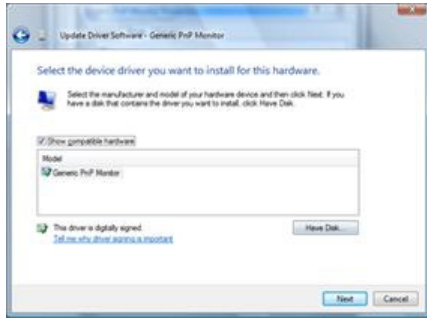 Update Driver Software - Generic PnP Monitor
Select the device driver you want to install for this hardware.
Select the manufacturer and model of your hardware device and then click Next. If you
have a disk that contains the driver you want to install, click Have Disk.
Show compatible hardware
Model
Generic PnP Monitor
This driver is digitally signed.
Have Disk...
Tell me why driver signing is important
Next
Cancel